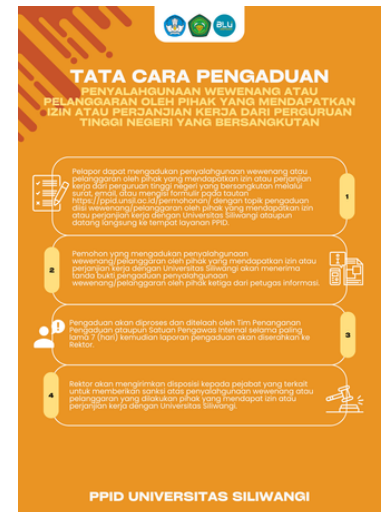 BLU
TATA CARA PENGADUAN
PENYALAHGUNAAN WEWENANG ATAU
PELANGGARAN OLEH PIHAK YANG MENDAPATKAN
IZIN ATAU PERJANJIAN KERJA DARI PERGURUAN
TINGGI NEGERI YANG BERSANGKUTAN
Pelapor dapat mengadukan penyalahgunaan wewenang atau
pelanggaran oleh pihak yang mendapatkan izin atau perjanjian
kerja dari perguruan tinggi negeri yang bersangkutan melalui
surat, email, atau mengisi formulir pada tautan
https://ppid.unsil.ac.id/permohonan/ dengan topik pengaduan
diisi wewenang/pelanggaran oleh pihak yang mendapatkan izin
atau perjanjian kerja dengan Universitas Siliwangi ataupun
datang langsung ke tempat layanan PPID.
1
2
Pemohon yang mengadukan penyalahgunaan
wewenang/pelanggaran oleh pihak yang mendapatkan izin atau
perjanjian kerja dengan Universitas Siliwangi akan menerima
tanda bukti pengaduan penyalahgunaan
wewenang/pelanggaran oleh pihak ketiga dari petugas informasi.
Pengaduan akan diproses dan ditelaah oleh Tim Penanganan
Pengaduan ataupun Satuan Pengawas Internal selama paling
lama 7 (hari) kemudian laporan pengaduan akan diserahkan ke
Rektor.
3
4
Rektor akan mengirimkan disposisi kepada pejabat yang terkait
untuk memberikan sanksi atas penyalahgunaan wewenang atau
pelanggaran yang dilakukan pihak yang mendapat izin atau
perjanjian kerja dengan Universitas Siliwangi.
PPID UNIVERSITAS SILIWANGI